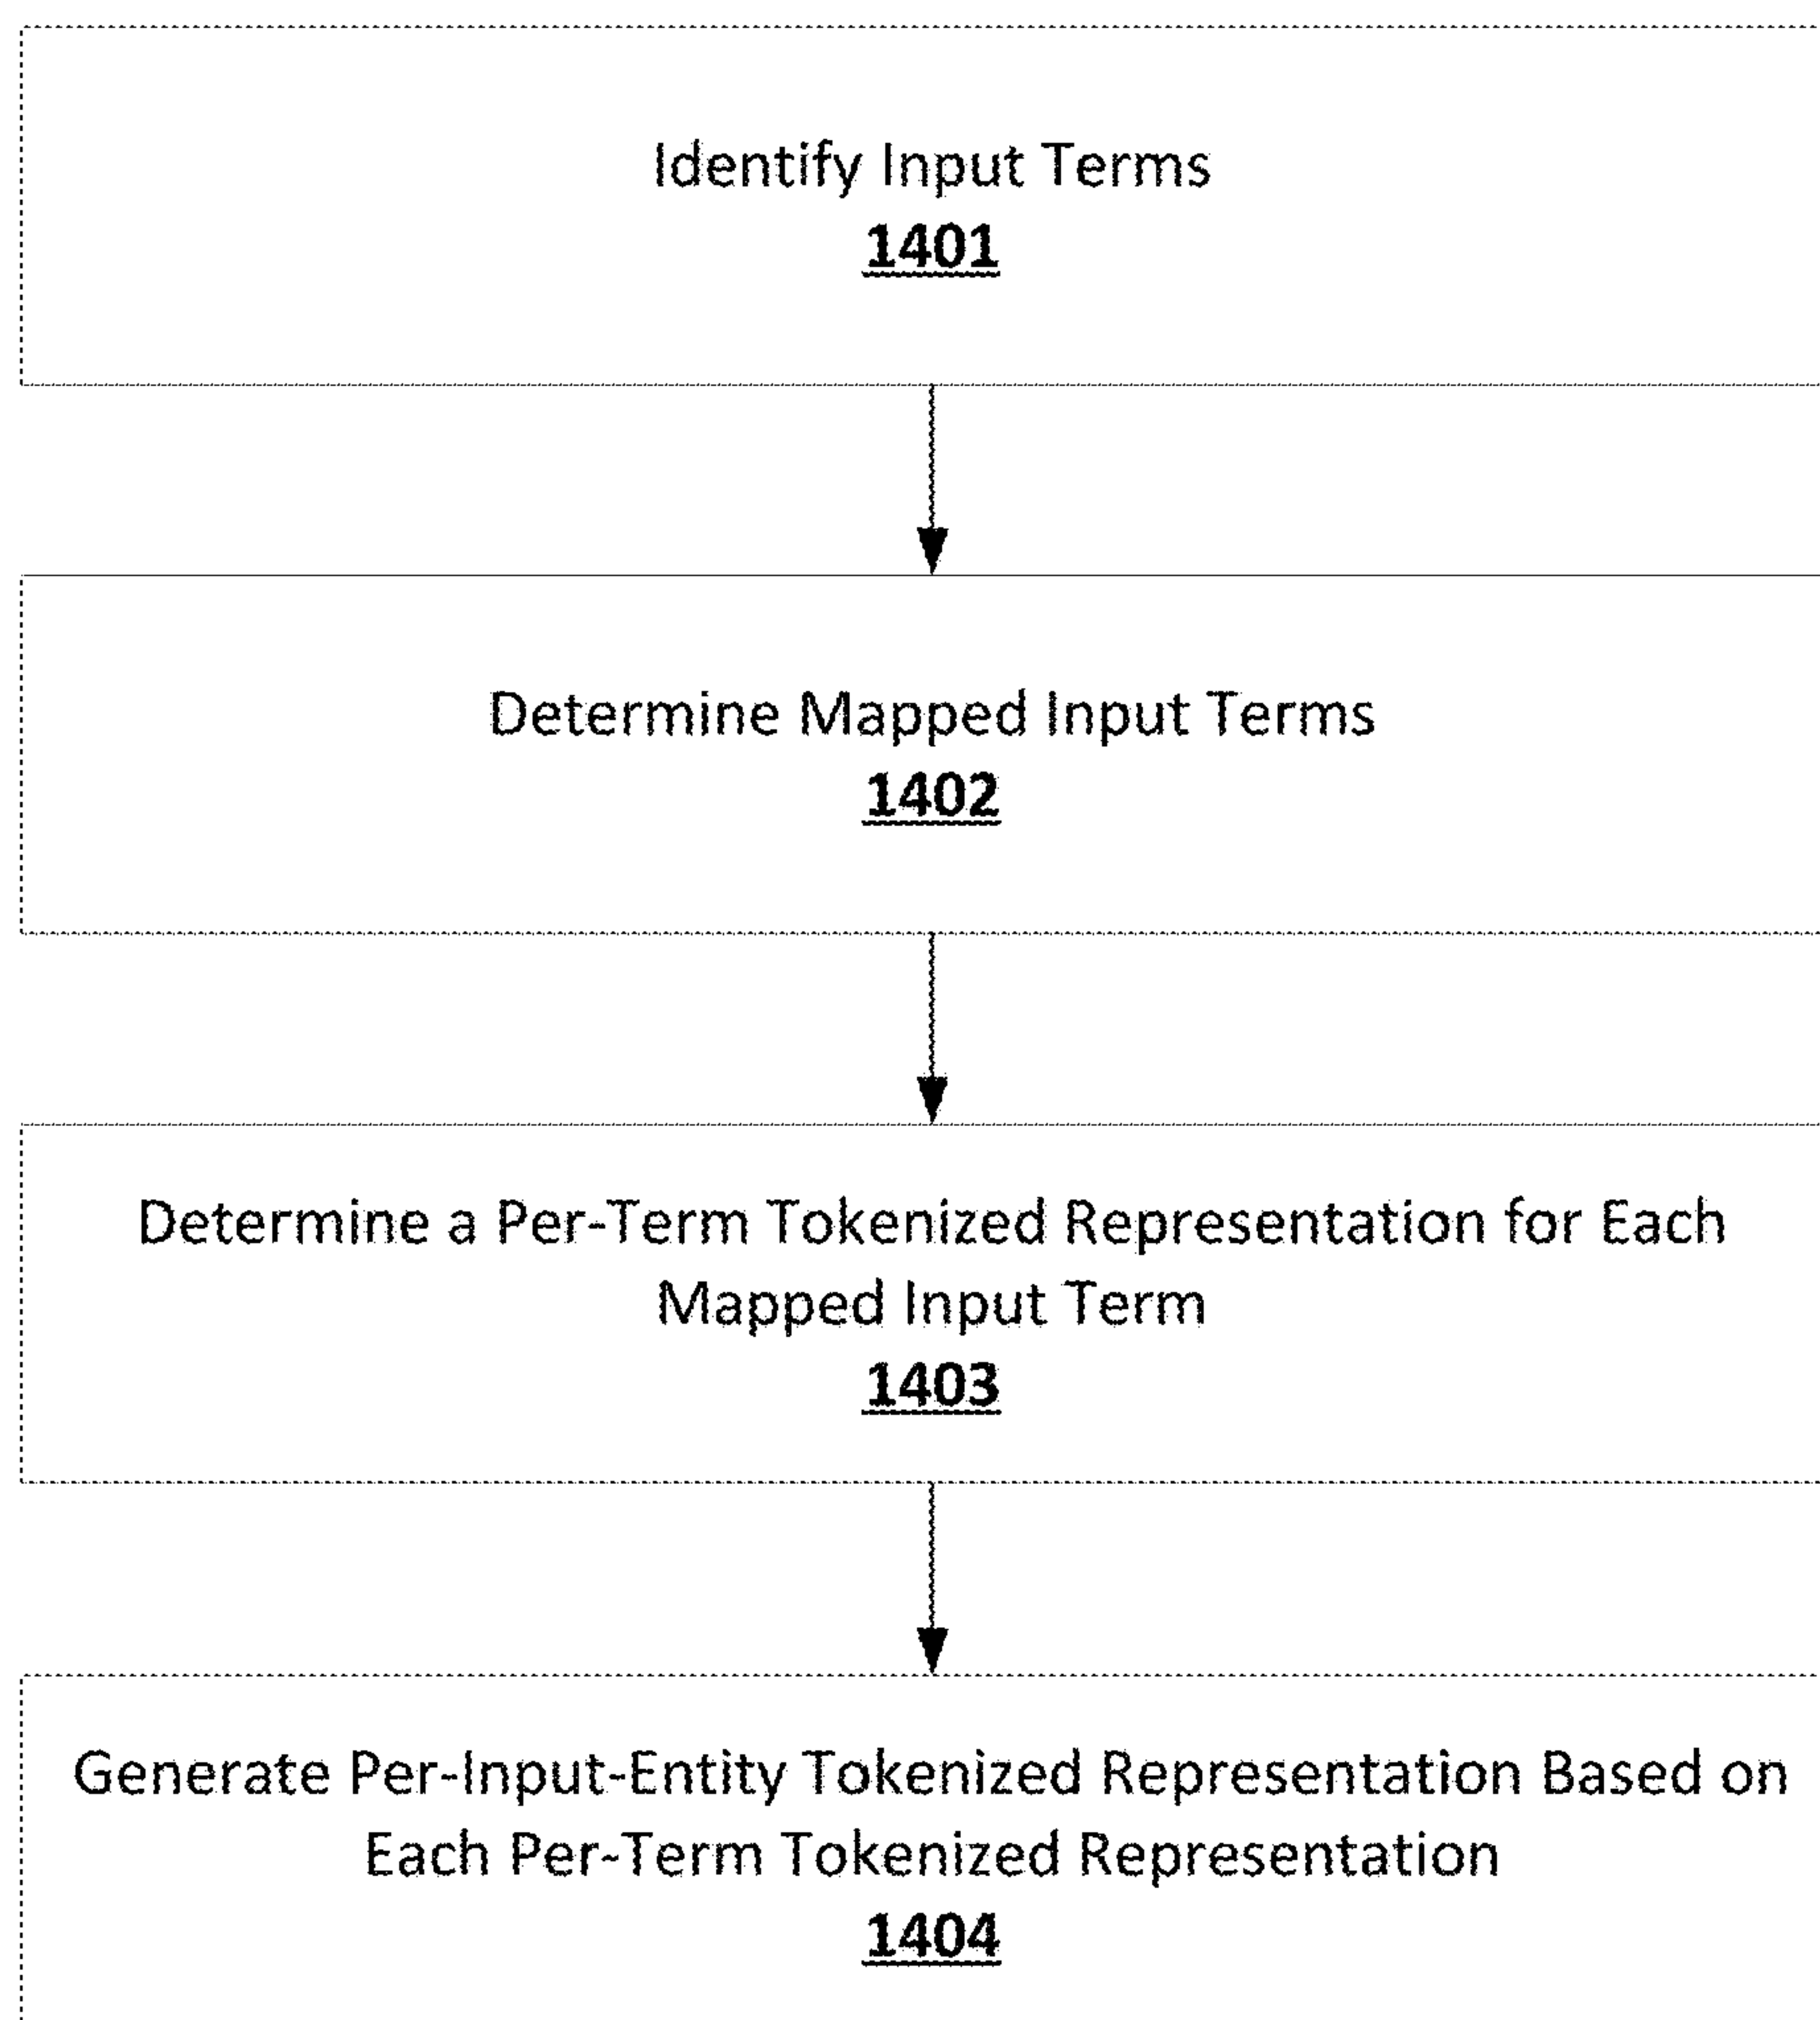 Identify Input Terms
1401
Determine Mapped Input Terms
1402
Determine a Per-Term Tokenized Representation for Each
Mapped Input Term
1403
Generate Per-Input-Entity Tokenized Representation Based on
Each Per-Term Tokenized Representation
1404